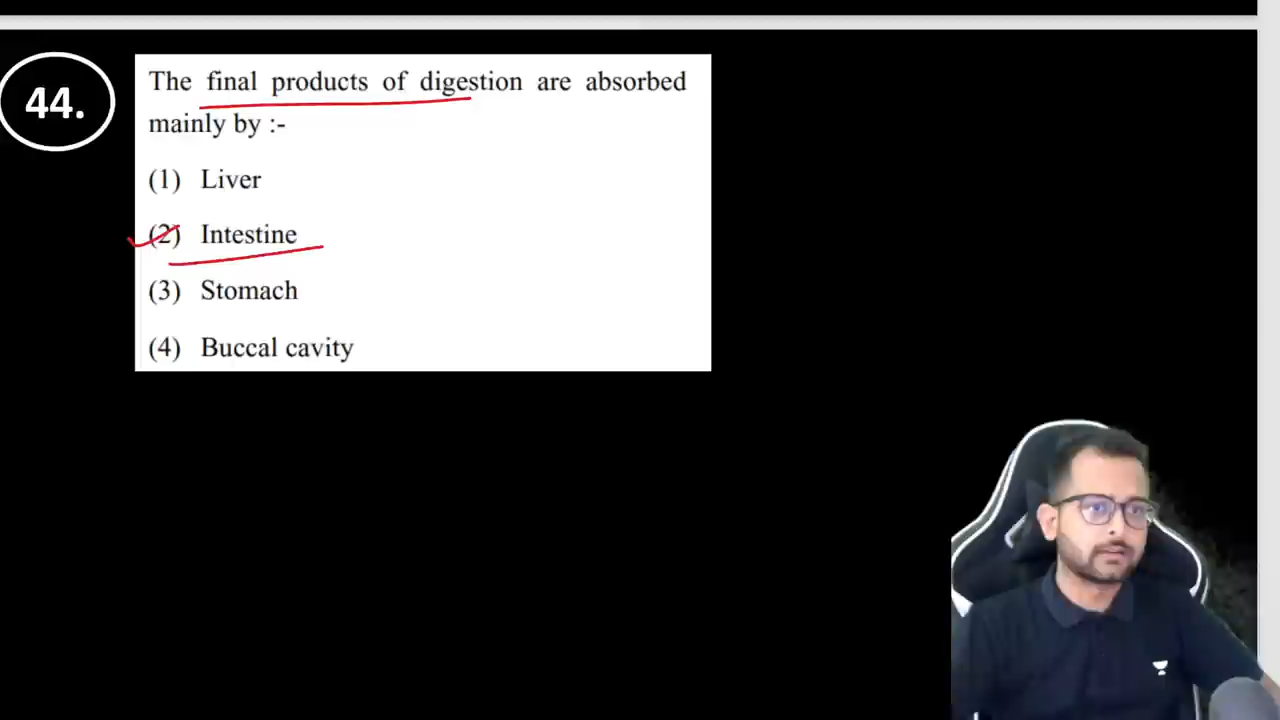 44.
The final products of digestion are absorbed
mainly by :-
(1) Liver
(2) Intestine
(3) Stomach
(4) Buccal cavity